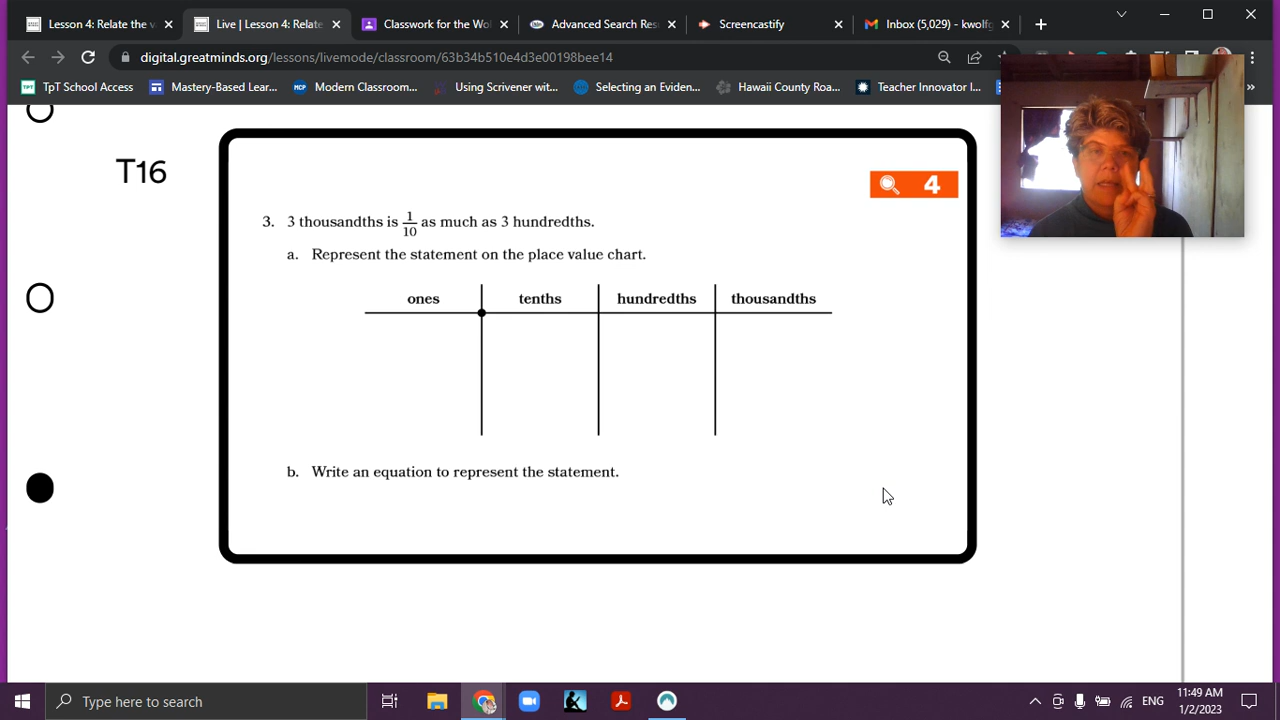 Lesson 4: Relate the v
Live | Lesson 4: Relate
Classwork for the Wol
Advanced Search Res
Screencastify
Inbox (5,029) - kwolfg
digital.greatminds.org/lessons/livemode/classroom/63b34b510e4d3e00198bee14
TPT
TpT School Access
Mastery-Based Lear...
MCP
Modern Classroom...
Using Scrivener wit...
Selecting an Eviden...
Hawaii County Roa...
Teacher Innovator I...
»
T16
4
3. 3 thousandths is 1/10 as much as 3 hundredths.
a. Represent the statement on the place value chart.
ones tenths hundredths thousandths
b. Write an equation to represent the statement.
Type here to search
ENG
11:49 AM
1/2/2023